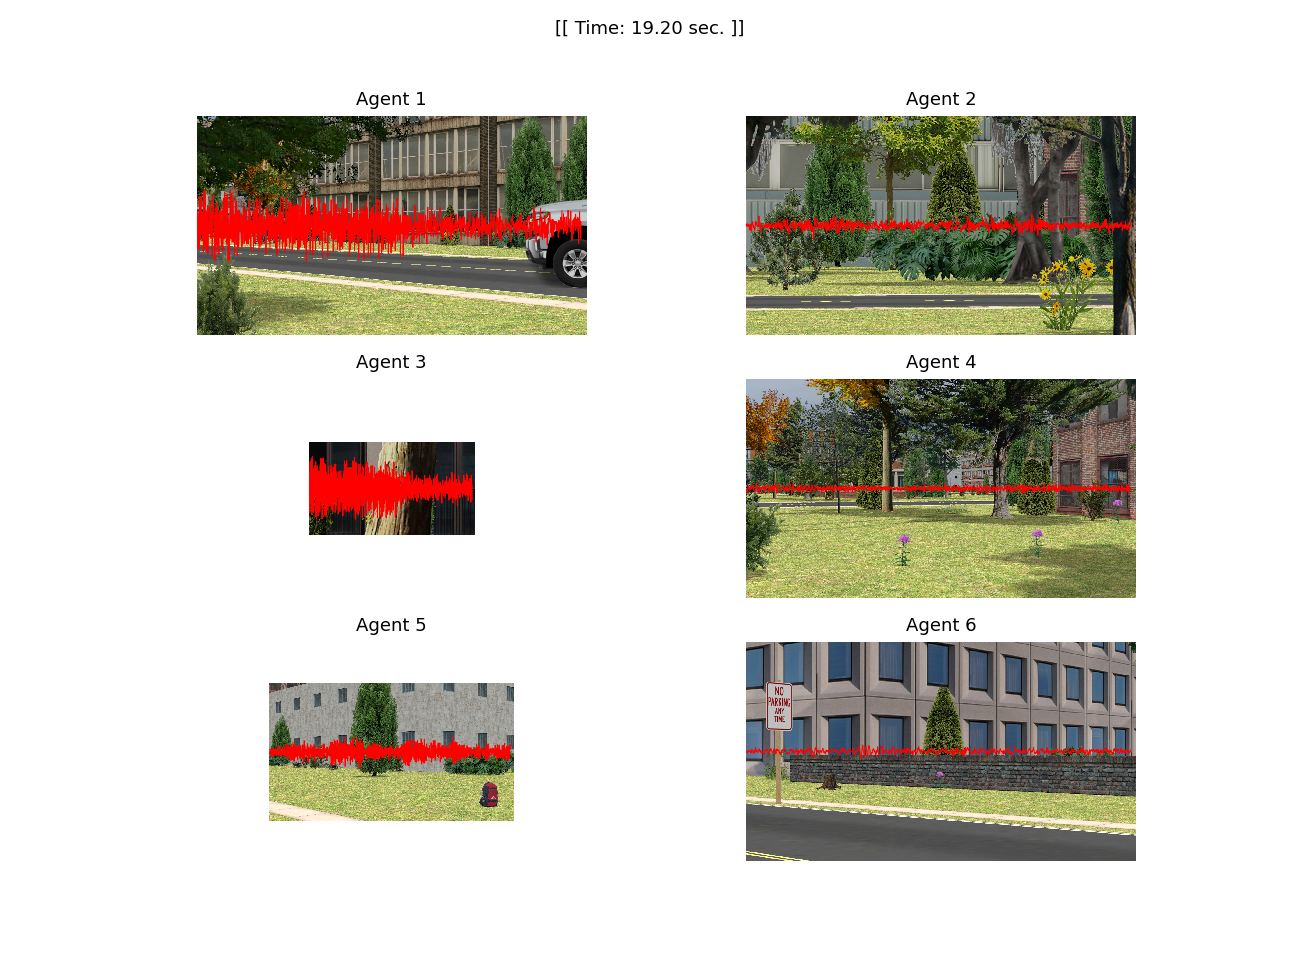 [[ Time: 19.20 sec. ]]
Agent 1
Agent 2
Agent 3
Agent 4
Agent 5
Agent 6
NO
PARKING
ANY
TIME